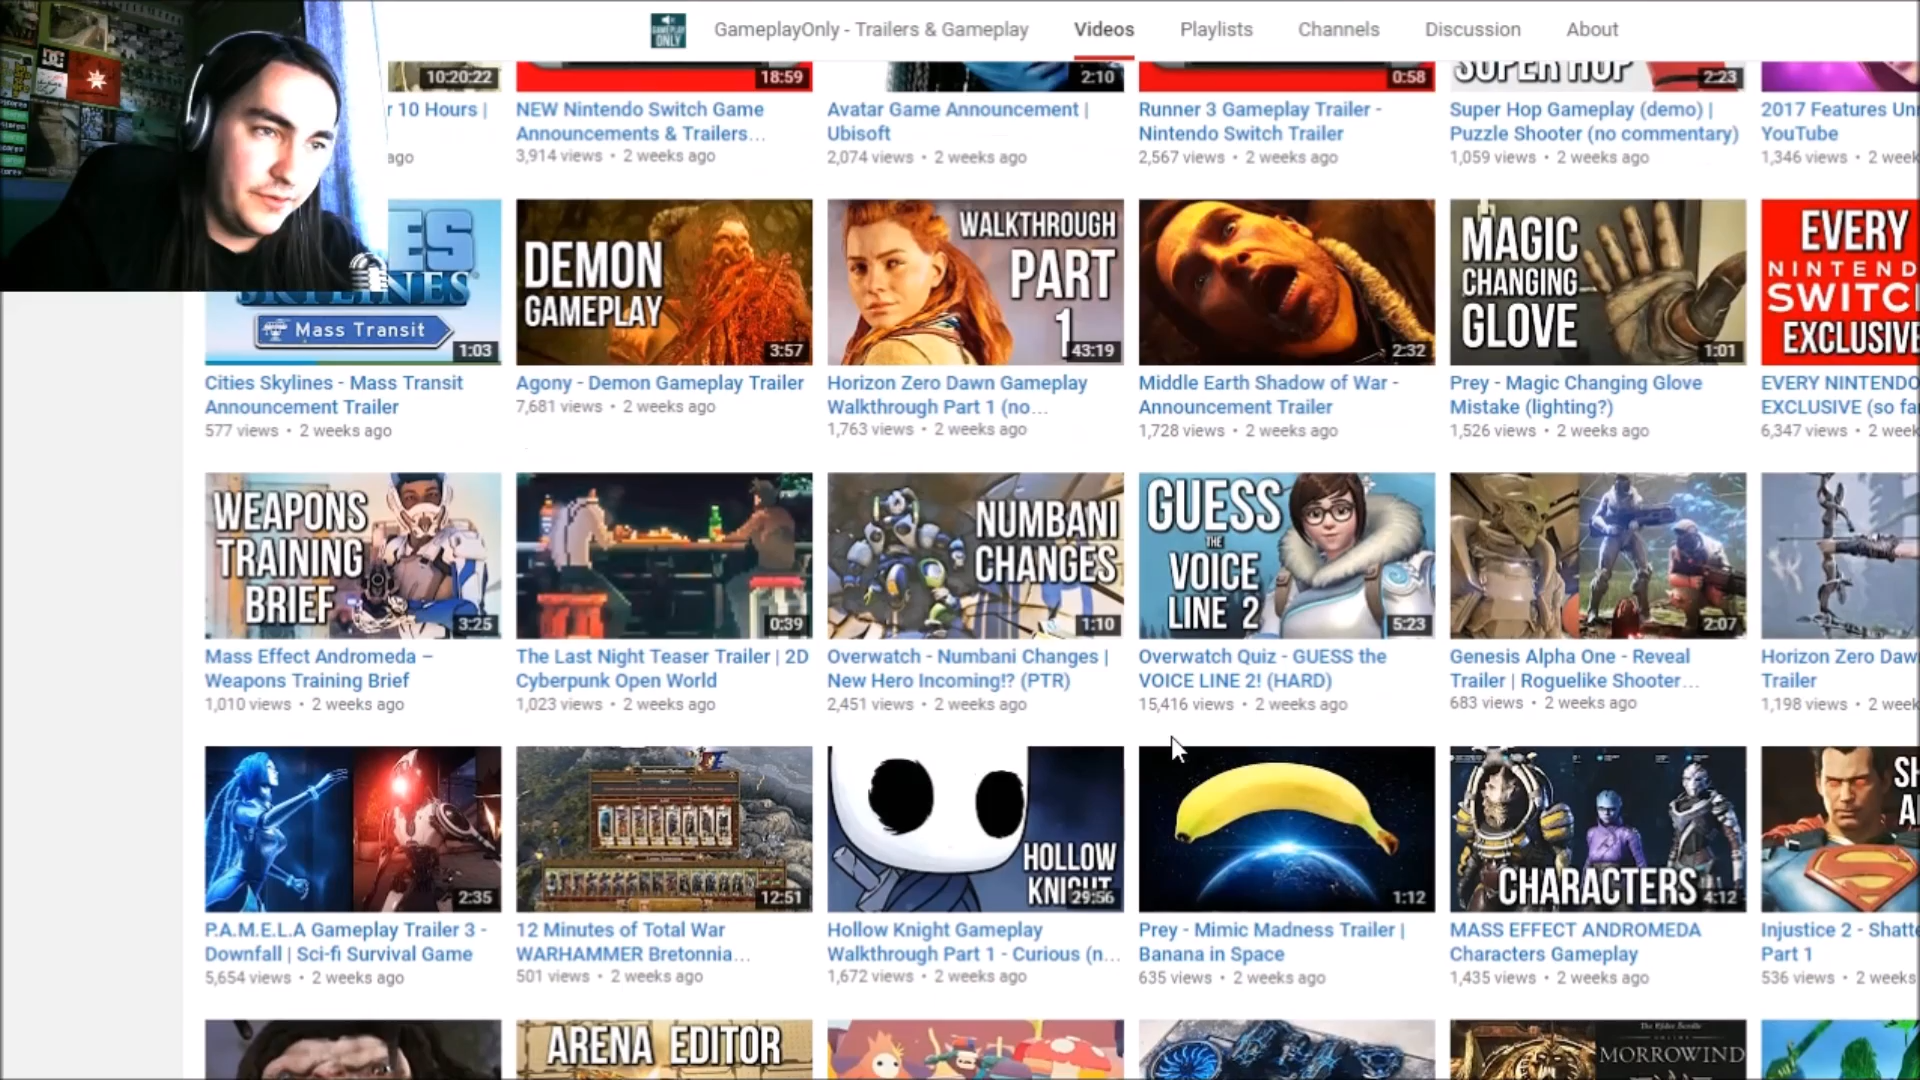 GAMEPLAY
ONLY
GameplayOnly - Trailers & Gameplay
Videos
Playlists
Channels
Discussion
About
10:20:22
18:59
2:10
0:58
SUPER HOP
2:23
r 10 Hours |
ago
NEW Nintendo Switch Game
Announcements & Trailers...
3,914 views • 2 weeks ago
Avatar Game Announcement |
Ubisoft
2,074 views • 2 weeks ago
Runner 3 Gameplay Trailer -
Nintendo Switch Trailer
2,567 views • 2 weeks ago
Super Hop Gameplay (demo) |
Puzzle Shooter (no commentary)
1,059 views • 2 weeks ago
2017 Features Un
YouTube
1,346 views • 2 week
ES
SKYLINES
Mass Transit
1:03
DEMON
GAMEPLAY
3:57
WALKTHROUGH
PART
1
43:19
2:32
MAGIC
CHANGING
GLOVE
1:01
EVERY
NINTEND
SWITC
EXCLUSIVE
Cities Skylines - Mass Transit
Announcement Trailer
577 views • 2 weeks ago
Agony - Demon Gameplay Trailer
7,681 views • 2 weeks ago
Horizon Zero Dawn Gameplay
Walkthrough Part 1 (no...
1,763 views • 2 weeks ago
Middle Earth Shadow of War -
Announcement Trailer
1,728 views • 2 weeks ago
Prey - Magic Changing Glove
Mistake (lighting?)
1,526 views • 2 weeks ago
EVERY NINTENDO
EXCLUSIVE (so fa
6,347 views • 2 week
WEAPONS
TRAINING
BRIEF
3:25
0:39
NUMBANI
CHANGES
1:10
GUESS
THE
VOICE
LINE 2
5:23
2:07
Mass Effect Andromeda –
Weapons Training Brief
1,010 views • 2 weeks ago
The Last Night Teaser Trailer | 2D
Cyberpunk Open World
1,023 views • 2 weeks ago
Overwatch - Numbani Changes |
New Hero Incoming!? (PTR)
2,451 views • 2 weeks ago
Overwatch Quiz - GUESS the
VOICE LINE 2! (HARD)
15,416 views • 2 weeks ago
Genesis Alpha One - Reveal
Trailer | Roguelike Shooter...
683 views • 2 weeks ago
Horizon Zero Daw
Trailer
1,198 views • 2 week
2:35
12:51
HOLLOW
KNIGHT
29:56
1:12
CHARACTERS
4:12
SH
A
P.A.M.E.L.A Gameplay Trailer 3 -
Downfall | Sci-fi Survival Game
5,654 views • 2 weeks ago
12 Minutes of Total War
WARHAMMER Bretonnia...
501 views • 2 weeks ago
Hollow Knight Gameplay
Walkthrough Part 1 - Curious (n...
1,672 views • 2 weeks ago
Prey - Mimic Madness Trailer |
Banana in Space
635 views • 2 weeks ago
MASS EFFECT ANDROMEDA
Characters Gameplay
1,435 views • 2 weeks ago
Injustice 2 - Shatt
Part 1
536 views • 2 weeks
ARENA EDITOR
The Elder Scrolls
MORROWIND